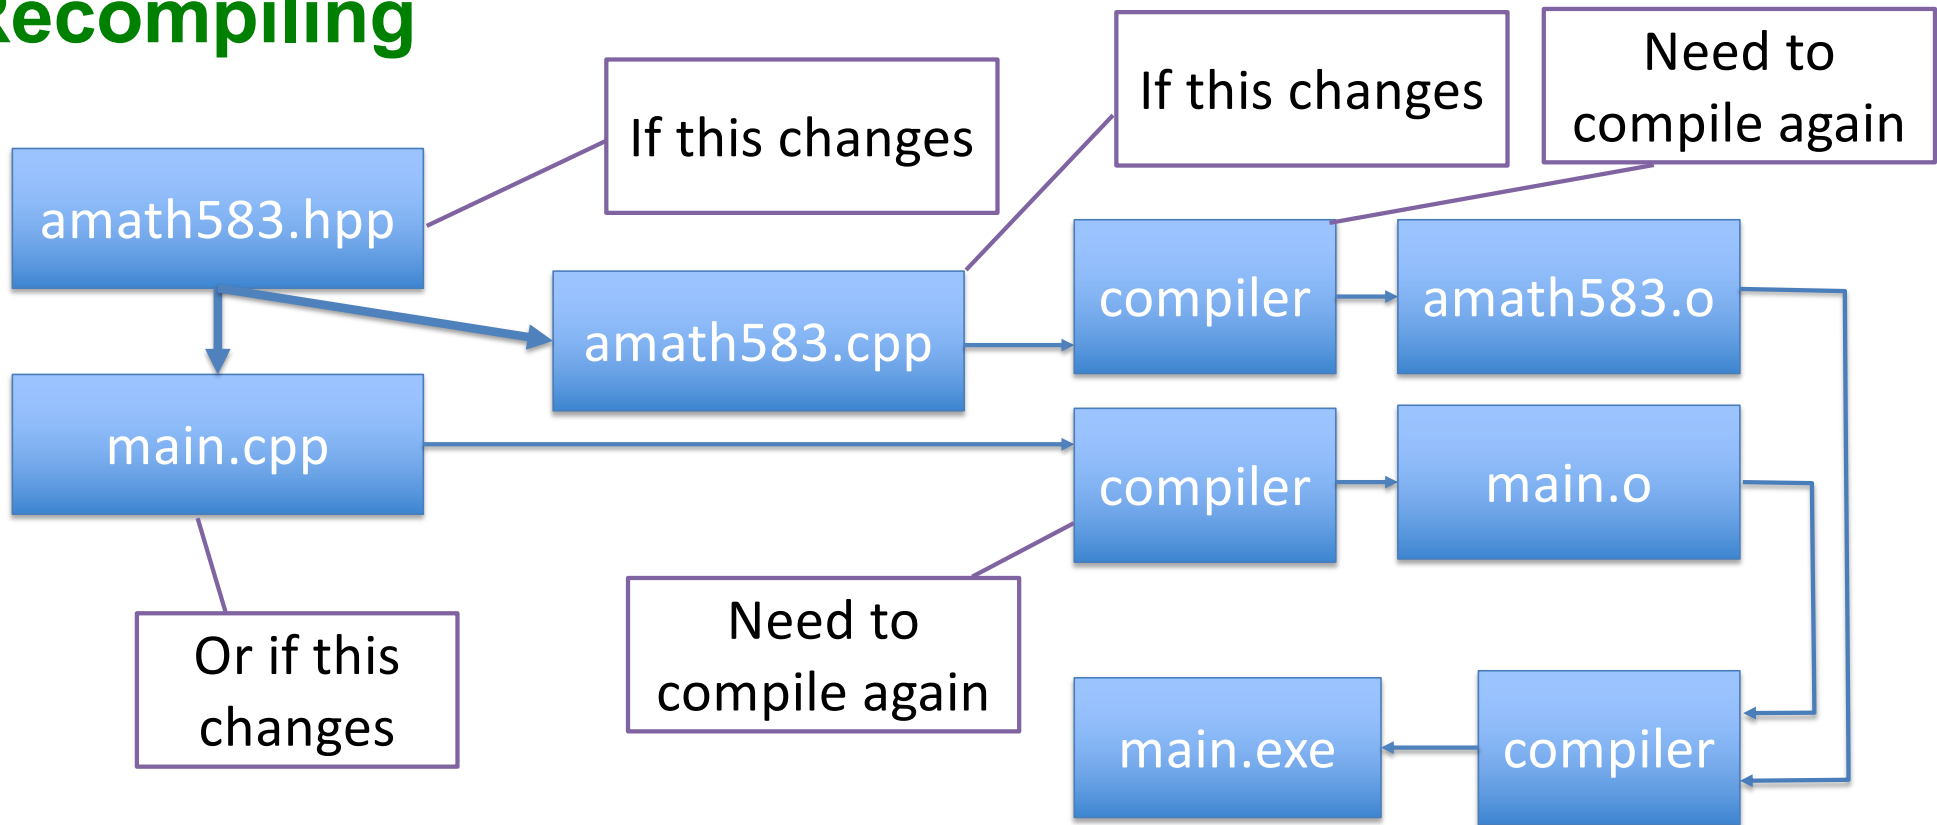 Recompiling
If this changes
If this changes
Need to
compile again
amath583.hpp
amath583.cpp
compiler
amath583.o
main.cpp
compiler
main.o
Or if this
changes
Need to
compile again
main.exe
compiler